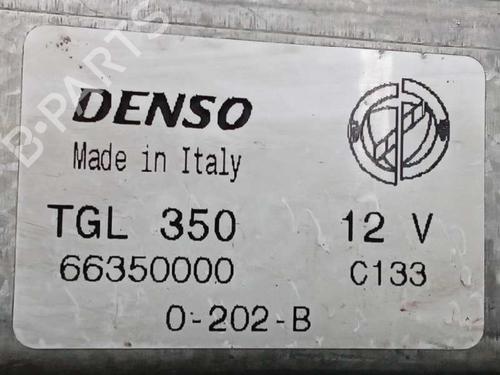 B-PARTS
DENSO
Made in Italy
TGL 350 12 V
66350000 C133
0-202-B